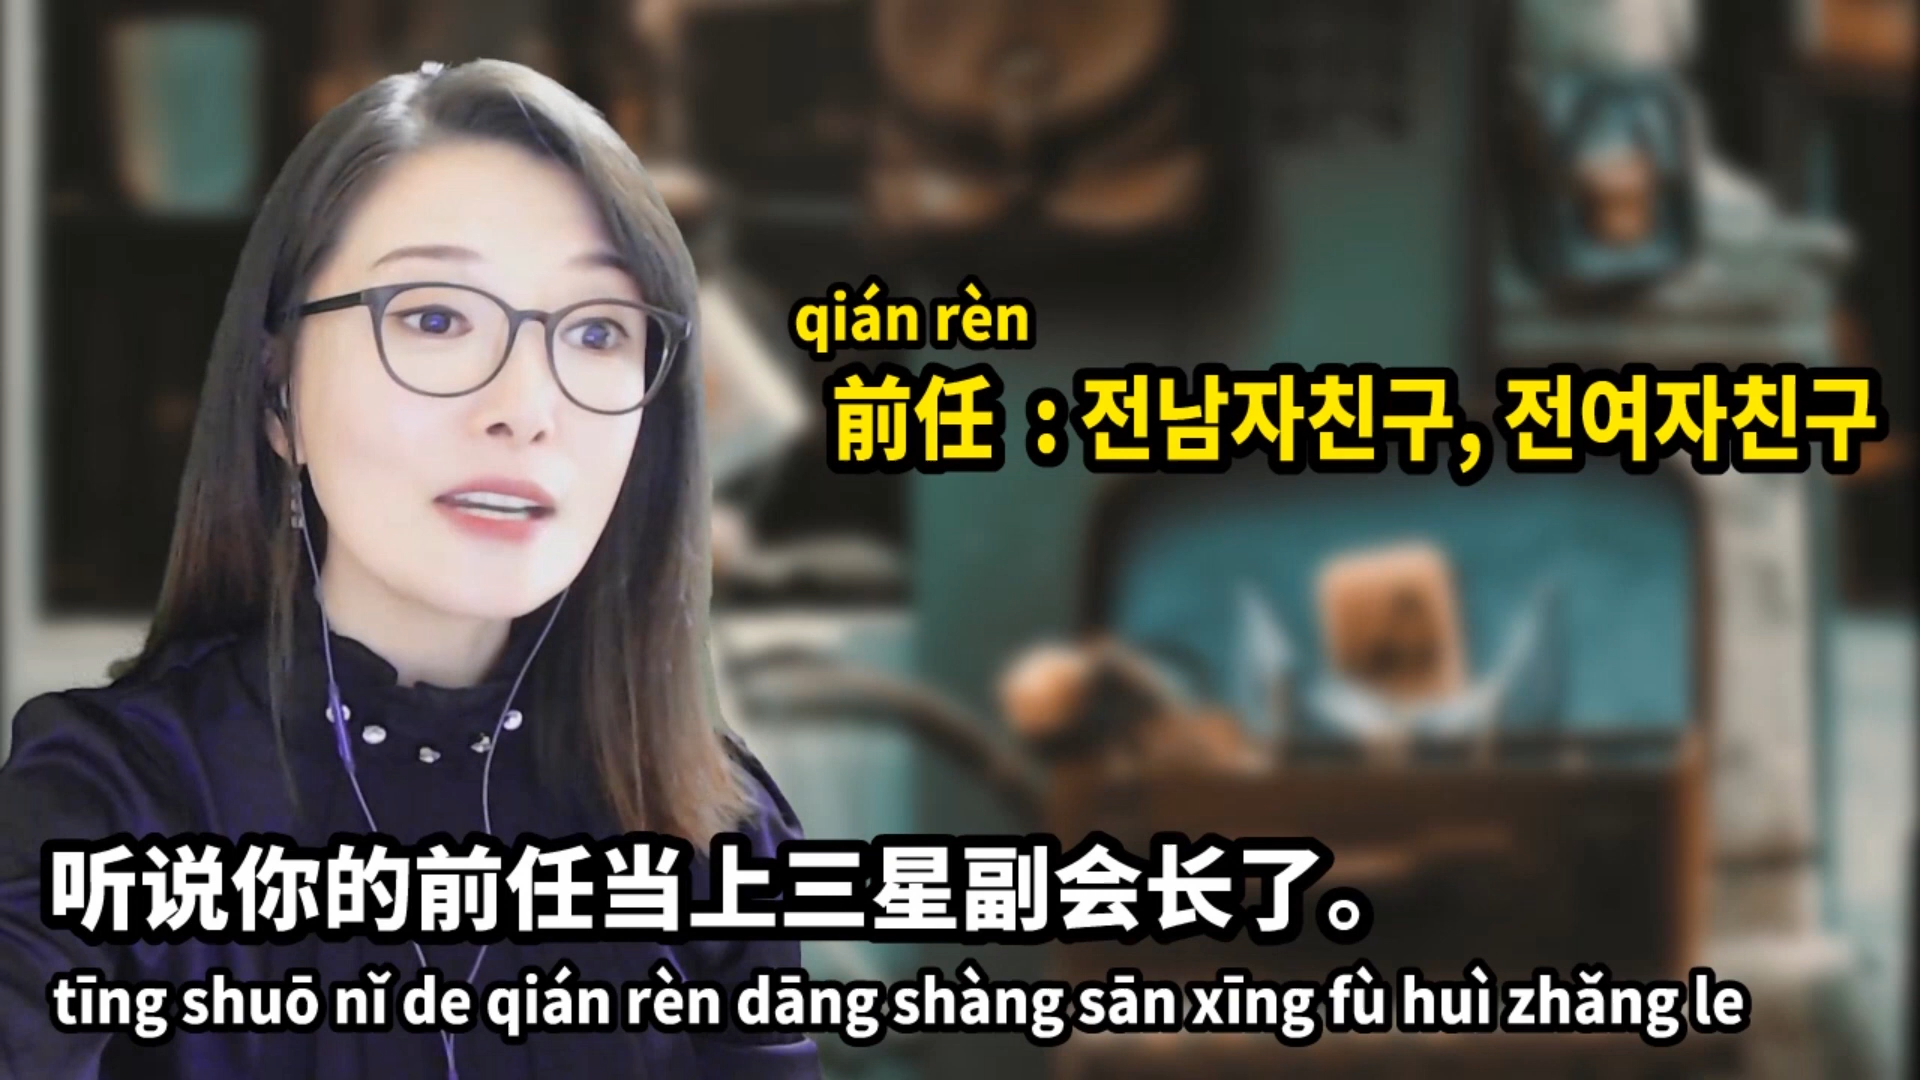 qián rèn
前任 : 전남자친구, 전여자친구
听说你的前任当上三星副会长了。
tīng shuō nǐ de qián rèn dāng shàng sān xīng fù huì zhǎng le